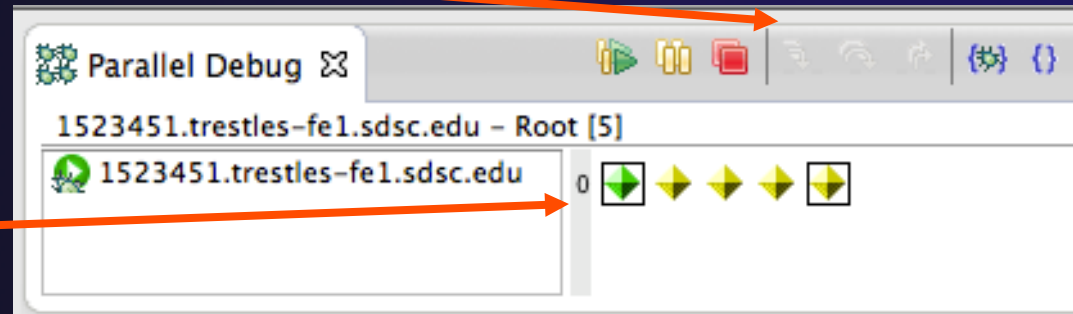 Parallel Debug
1523451.trestles-fe1.sdsc.edu - Root [5]
1523451.trestles-fe1.sdsc.edu
0